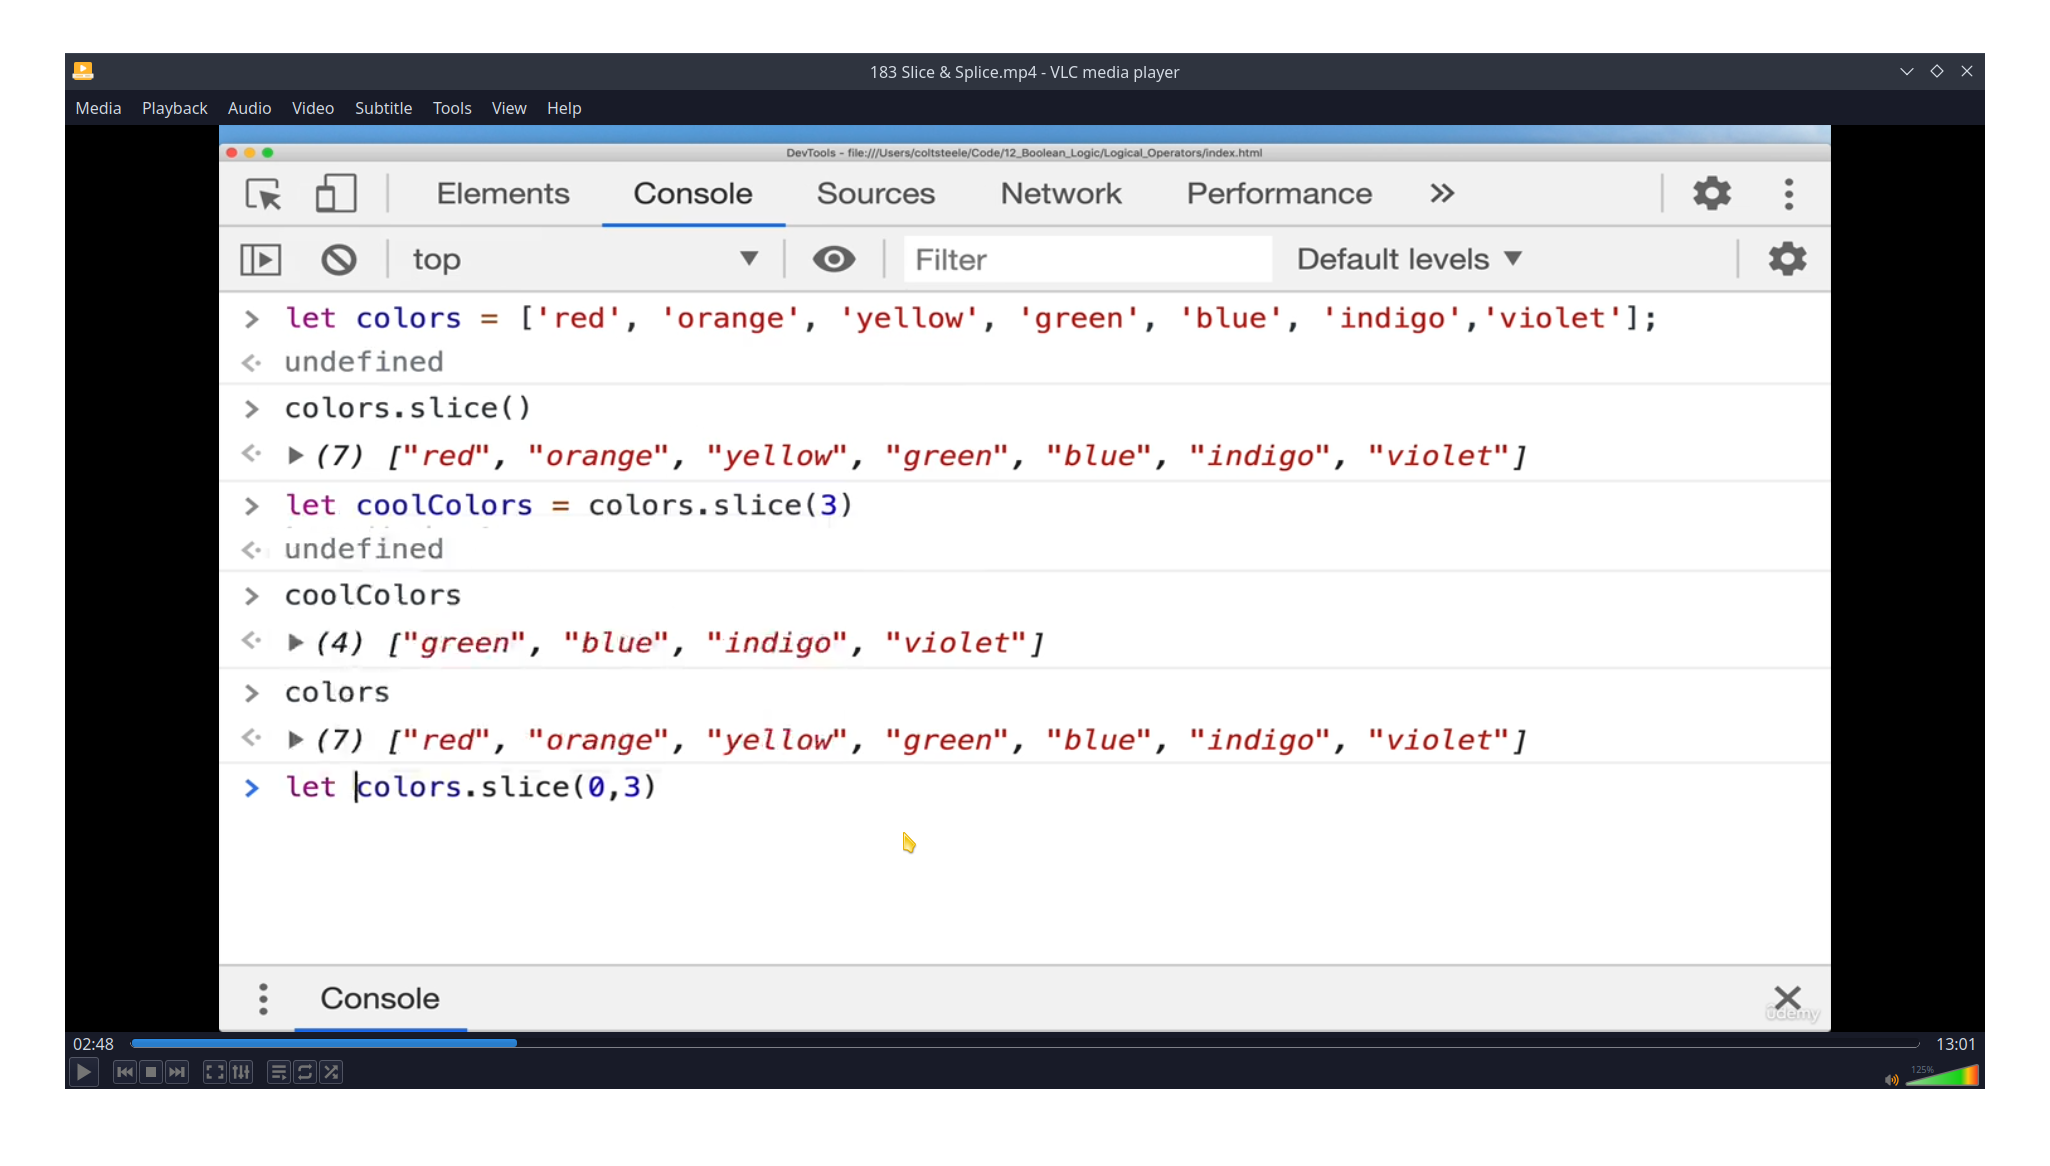 183 Slice & Splice.mp4 - VLC media player
Media Playback Audio Video Subtitle Tools View Help
DevTools - file:///Users/coltsteele/Code/12_Boolean_Logic/Logical_Operators/index.html
Elements Console Sources Network Performance »
top ▼ Filter Default levels ▼
> let colors = ['red', 'orange', 'yellow', 'green', 'blue', 'indigo','violet'];
<· undefined
> colors.slice()
<· ▶ (7) ["red", "orange", "yellow", "green", "blue", "indigo", "violet"]
> let coolColors = colors.slice(3)
<· undefined
> coolColors
<· ▶ (4) ["green", "blue", "indigo", "violet"]
> colors
<· ▶ (7) ["red", "orange", "yellow", "green", "blue", "indigo", "violet"]
> let colors.slice(0,3)
Console
udemy
02:48 13:01
125%